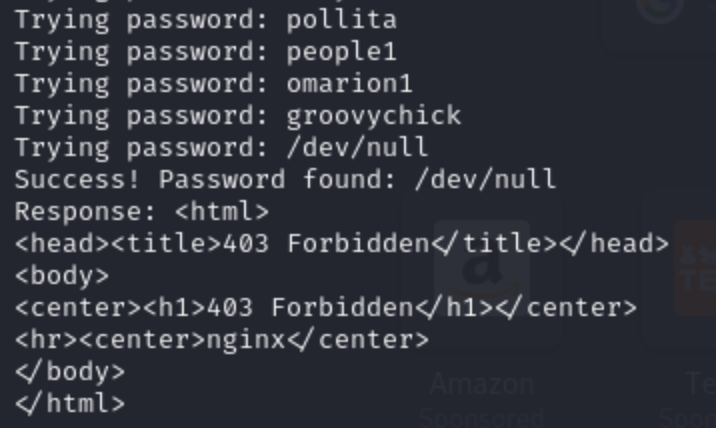 Trying password: pollita
Trying password: people1
Trying password: omarion1
Trying password: groovychick
Trying password: /dev/null
Success! Password found: /dev/null
Response: <html>
<head><title>403 Forbidden</title></head>
<body>
<center><h1>403 Forbidden</h1></center>
<hr><center>nginx</center>
</body>
</html>
Amazon
Sponsored